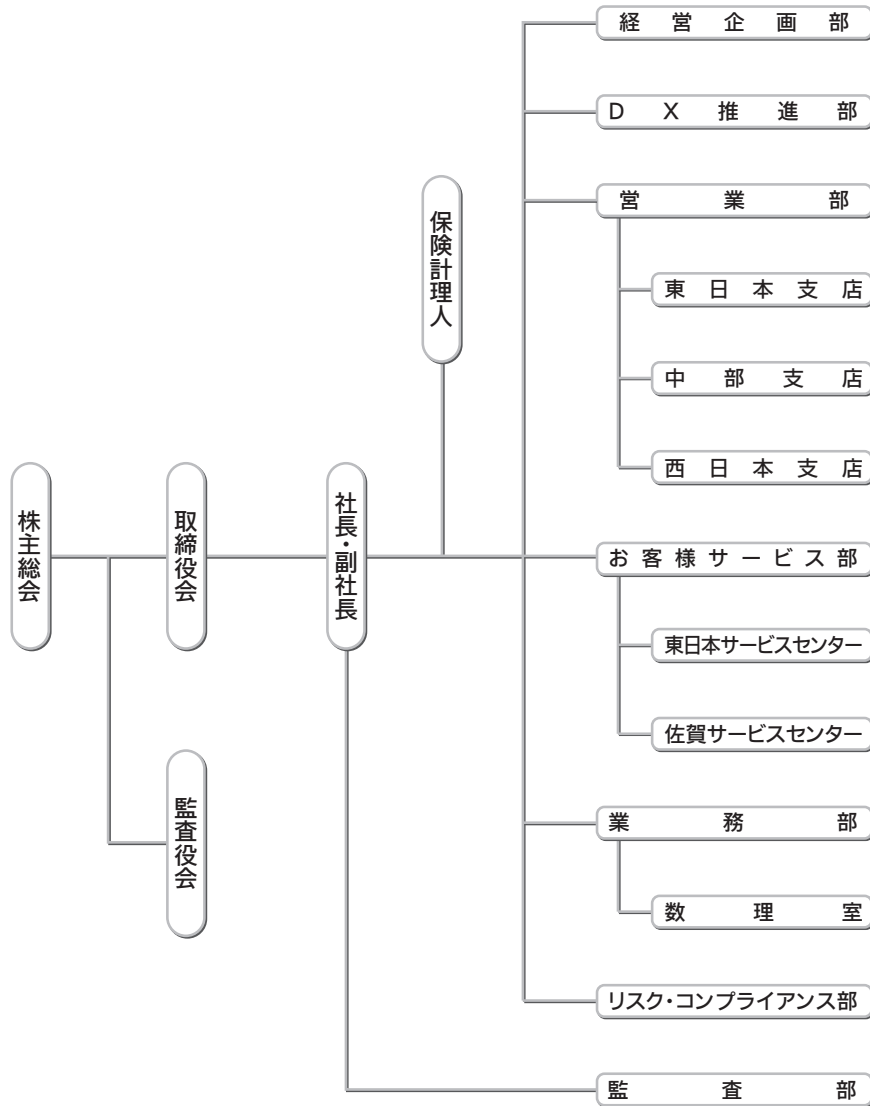 経営企画部
DX推進部
営業部
保険計理人
東日本支店
中部支店
西日本支店
株主総会
取締役会
社長・副社長
お客様サービス部
東日本サービスセンター
佐賀サービスセンター
監査役会
業務部
数理室
リスク・コンプライアンス部
監査部